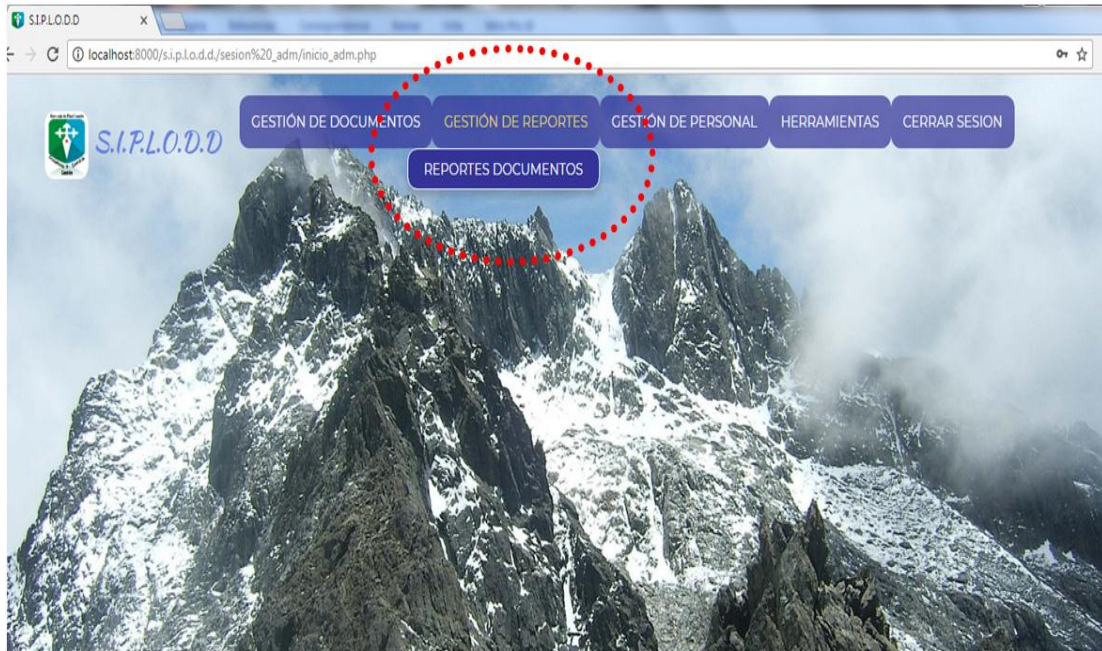 S.I.P.L.O.D.D
localhost:8000/s.i.p.l.o.d.d./sesion%20_adm/inicio_adm.php
S.I.P.L.O.D.D
GESTIÓN DE DOCUMENTOS GESTIÓN DE REPORTES GESTIÓN DE PERSONAL HERRAMIENTAS CERRAR SESION
REPORTES DOCUMENTOS